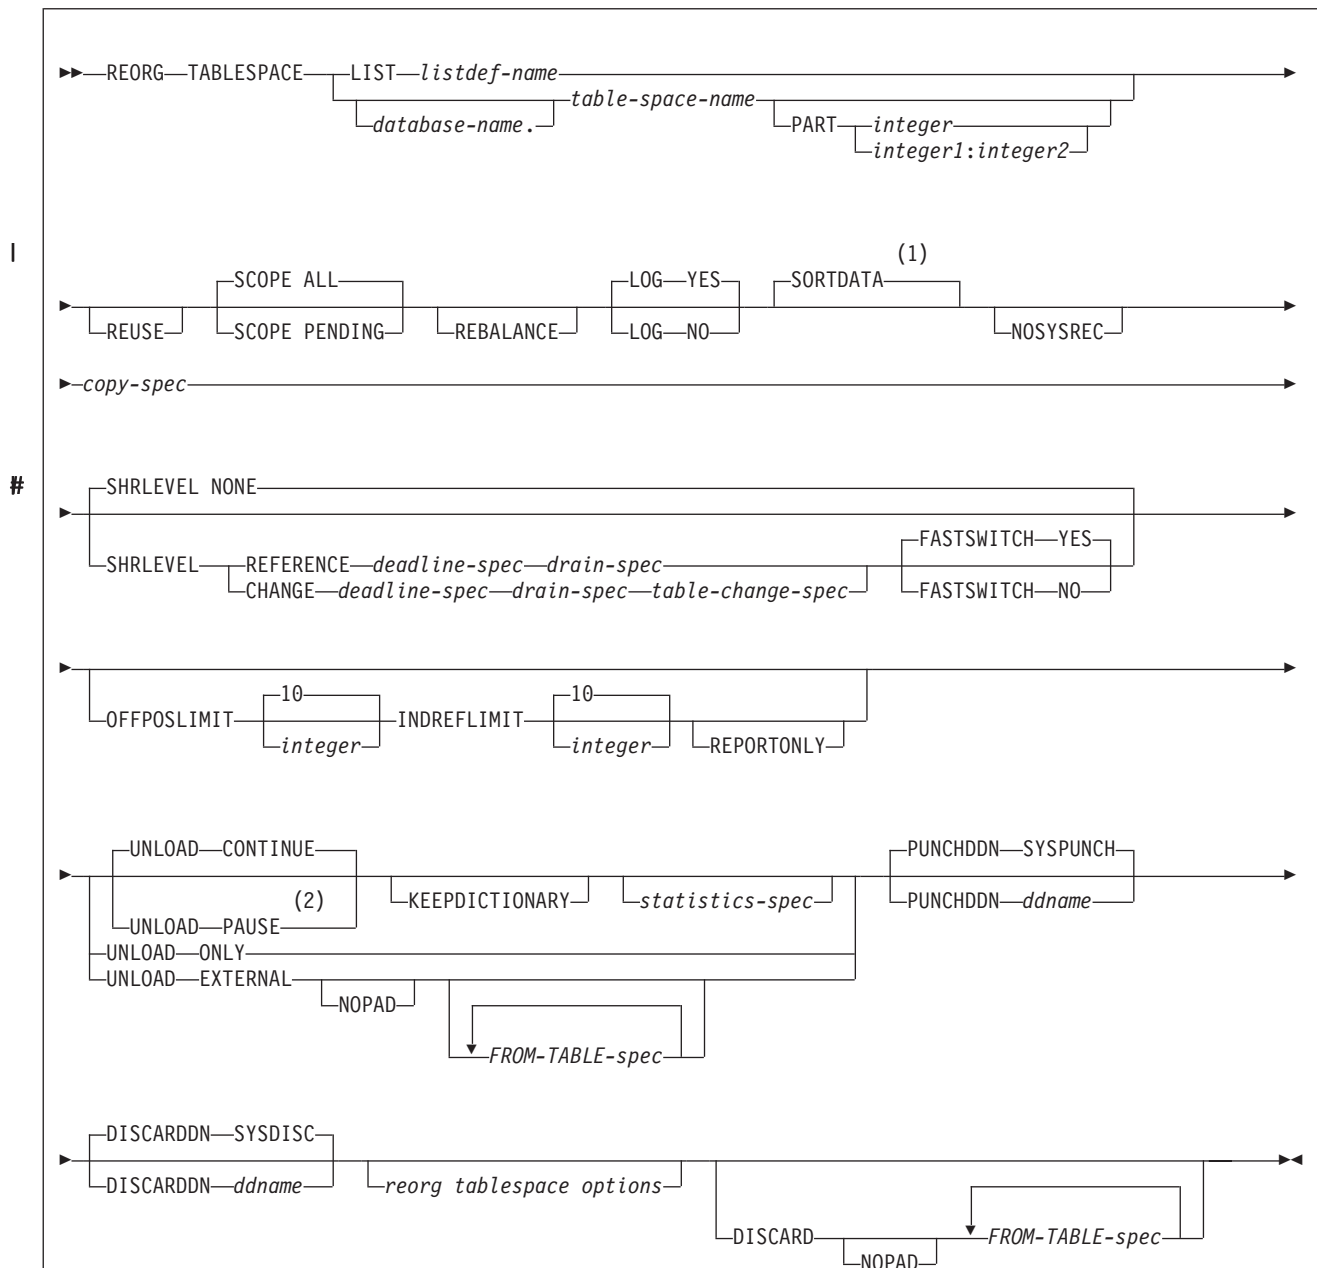 REORG TABLESPACE LIST listdef-name
table-space-name
database-name. PART integer
integer1:integer2
| (1)
SCOPE ALL LOG YES SORTDATA
REUSE SCOPE PENDING REBALANCE LOG NO NOSYSREC
copy-spec
# SHRLEVEL NONE
FASTSWITCH YES
SHRLEVEL REFERENCE deadline-spec drain-spec
CHANGE deadline-spec drain-spec table-change-spec FASTSWITCH NO
10 10
OFFPOSLIMIT INDREFLIMIT
integer integer REPORTONLY
UNLOAD CONTINUE PUNCHDDN SYSPUNCH
(2) KEEPDICTIONARY statistics-spec PUNCHDDN ddname
UNLOAD PAUSE
UNLOAD ONLY
UNLOAD EXTERNAL
NOPAD
FROM-TABLE-spec
DISCARDDN SYSDISC
DISCARDDN ddname reorg tablespace options
DISCARD FROM-TABLE-spec
NOPAD